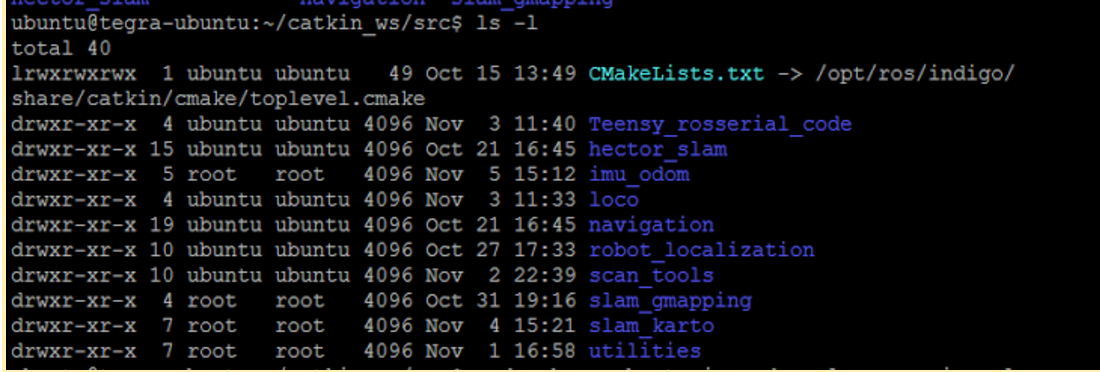 hector_slam navigation slam_gmapping
ubuntu@tegra-ubuntu:~/catkin_ws/src$ ls -l
total 40
lrwxrwxrwx  1 ubuntu ubuntu   49 Oct 15 13:49 CMakeLists.txt -> /opt/ros/indigo/
share/catkin/cmake/toplevel.cmake
drwxr-xr-x  4 ubuntu ubuntu 4096 Nov  3 11:40 Teensy_rosserial_code
drwxr-xr-x 15 ubuntu ubuntu 4096 Oct 21 16:45 hector_slam
drwxr-xr-x  5 root   root   4096 Nov  5 15:12 imu_odom
drwxr-xr-x  4 ubuntu ubuntu 4096 Nov  3 11:33 loco
drwxr-xr-x 19 ubuntu ubuntu 4096 Oct 21 16:45 navigation
drwxr-xr-x 10 ubuntu ubuntu 4096 Oct 27 17:33 robot_localization
drwxr-xr-x 10 ubuntu ubuntu 4096 Nov  2 22:39 scan_tools
drwxr-xr-x  4 root   root   4096 Oct 31 19:16 slam_gmapping
drwxr-xr-x  7 root   root   4096 Nov  4 15:21 slam_karto
drwxr-xr-x  7 root   root   4096 Nov  1 16:58 utilities